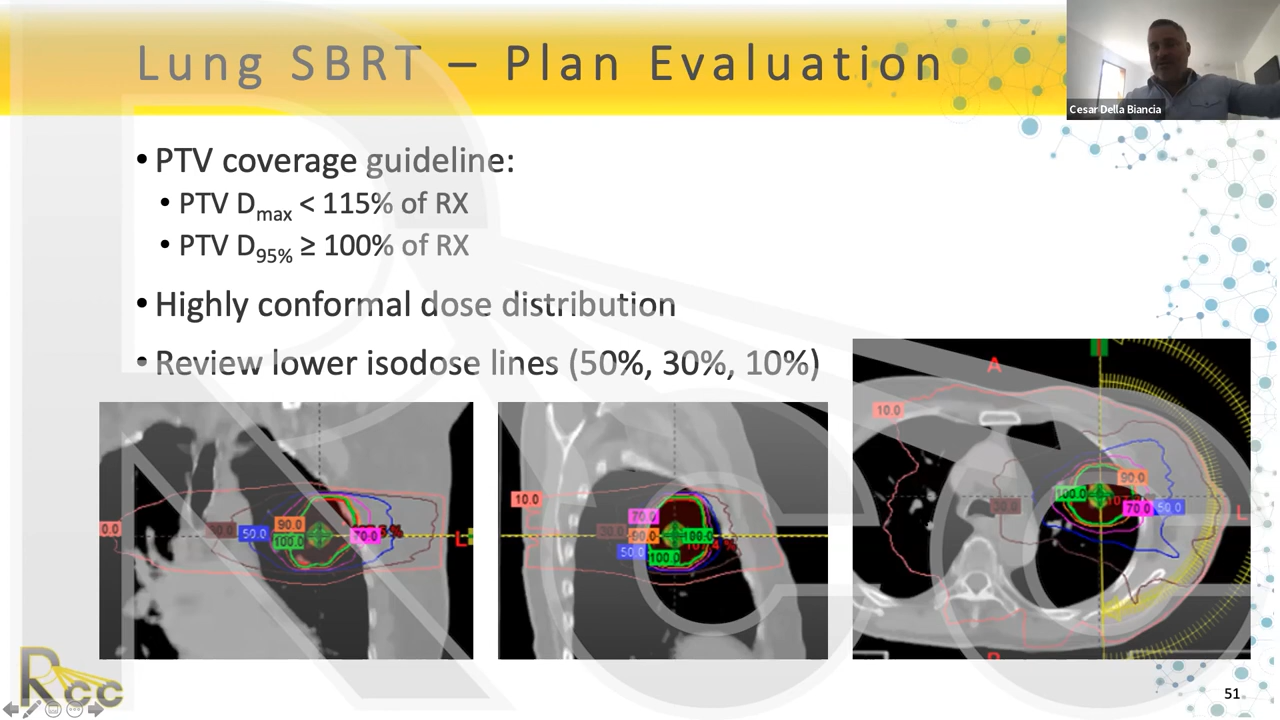 Lung SBRT – Plan Evaluation
Cesar Della Biancia
• PTV coverage guideline:
• PTV Dmax < 115% of RX
• PTV D95% ≥ 100% of RX
• Highly conformal dose distribution
• Review lower isodose lines (50%, 30%, 10%)
A
10.0
90.0
100.0
70.0
50.0
L
50.0
90.0
100.0
70.0
L
10.0
70.0
90.0
100.0
50.0
100.0
Rcc
51